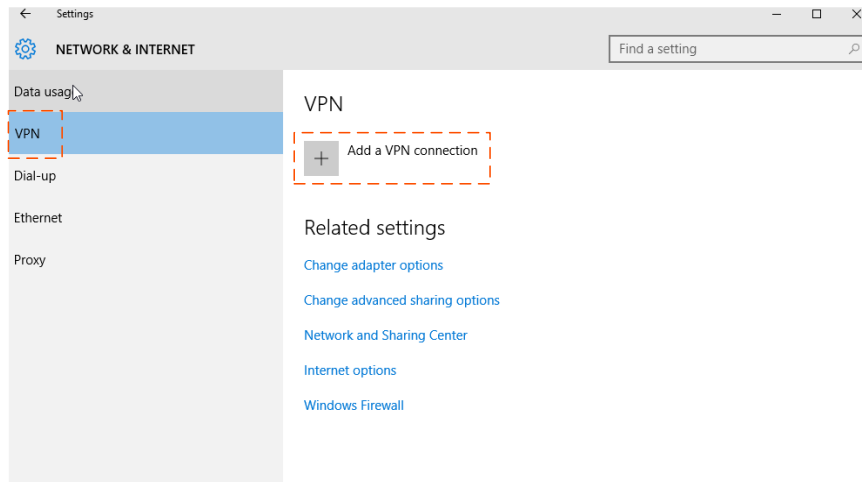 Settings
NETWORK & INTERNET
Find a setting
Data usage
VPN
Dial-up
Ethernet
Proxy
VPN
Add a VPN connection
Related settings
Change adapter options
Change advanced sharing options
Network and Sharing Center
Internet options
Windows Firewall